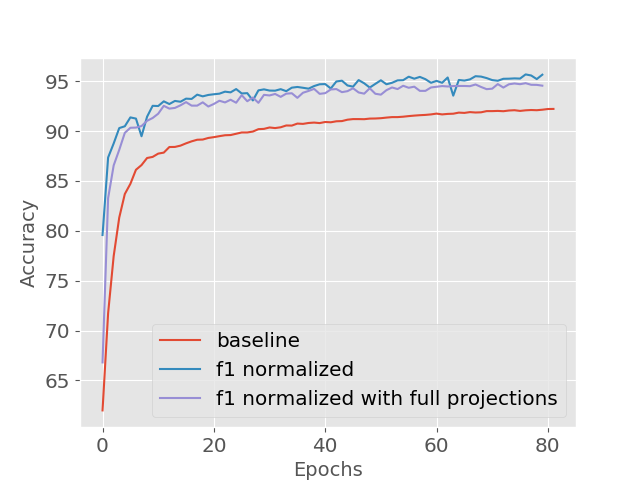 95
90
85
80
75
70
65
Accuracy
baseline
f1 normalized
f1 normalized with full projections
0 20 40 60 80
Epochs